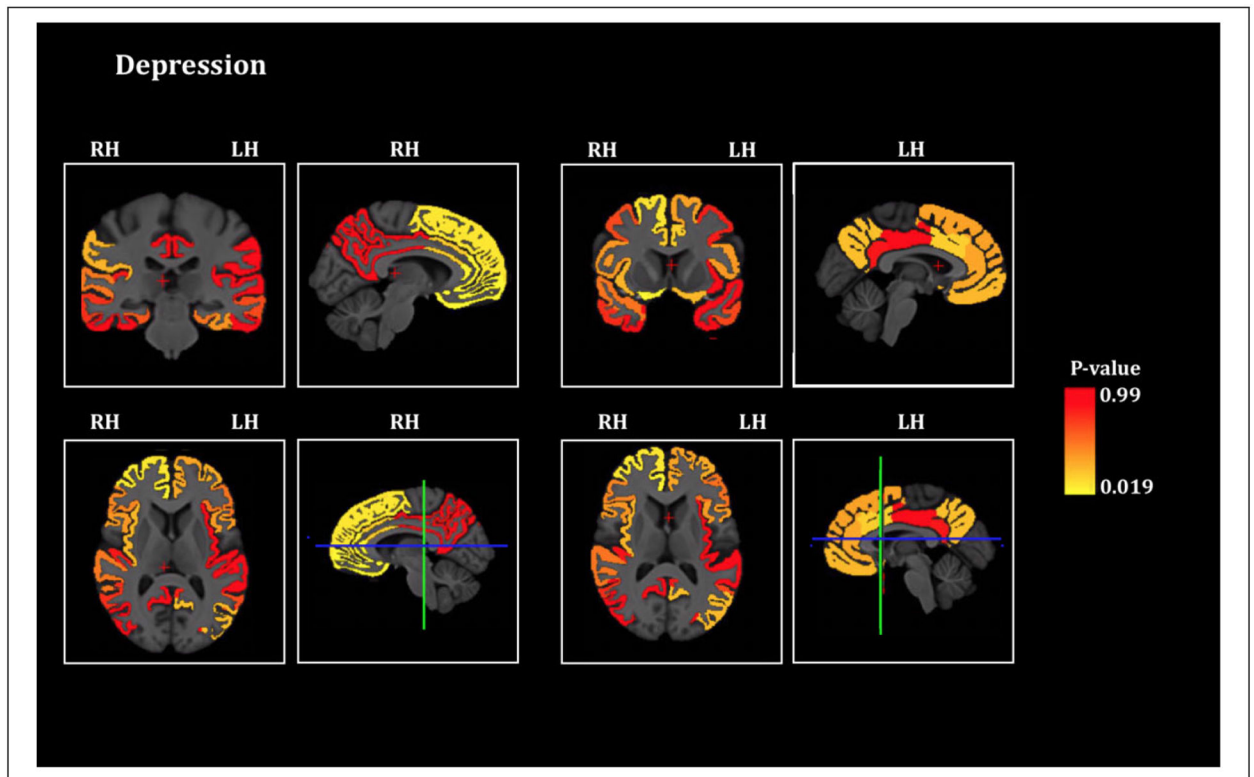 Depression
RH LH RH RH LH LH
P-value
0.99
0.019
RH LH RH RH LH LH